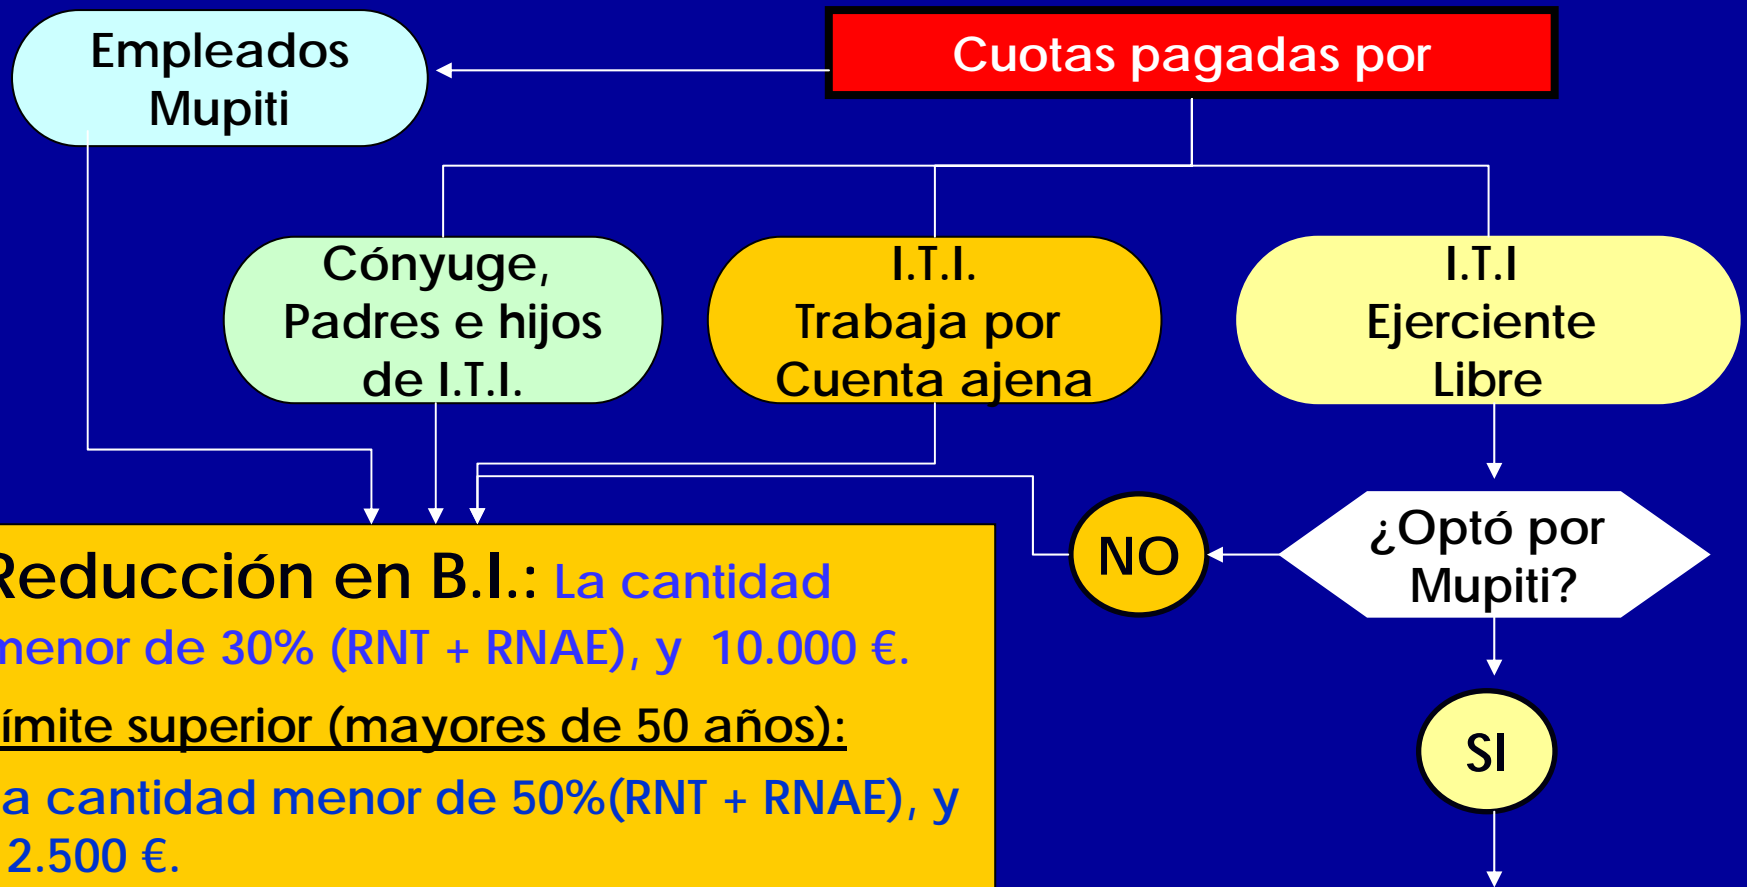 Empleados
Mupiti
Cuotas pagadas por
Cónyuge,
Padres e hijos
de I.T.I.
I.T.I.
Trabaja por
Cuenta ajena
I.T.I
Ejerciente
Libre
NO
¿Optó por
Mupiti?
SI
Reducción en B.I.: La cantidad
menor de 30% (RNT + RNAE), y 10.000 €.
ímite superior (mayores de 50 años):
a cantidad menor de 50%(RNT + RNAE), y
2.500 €.